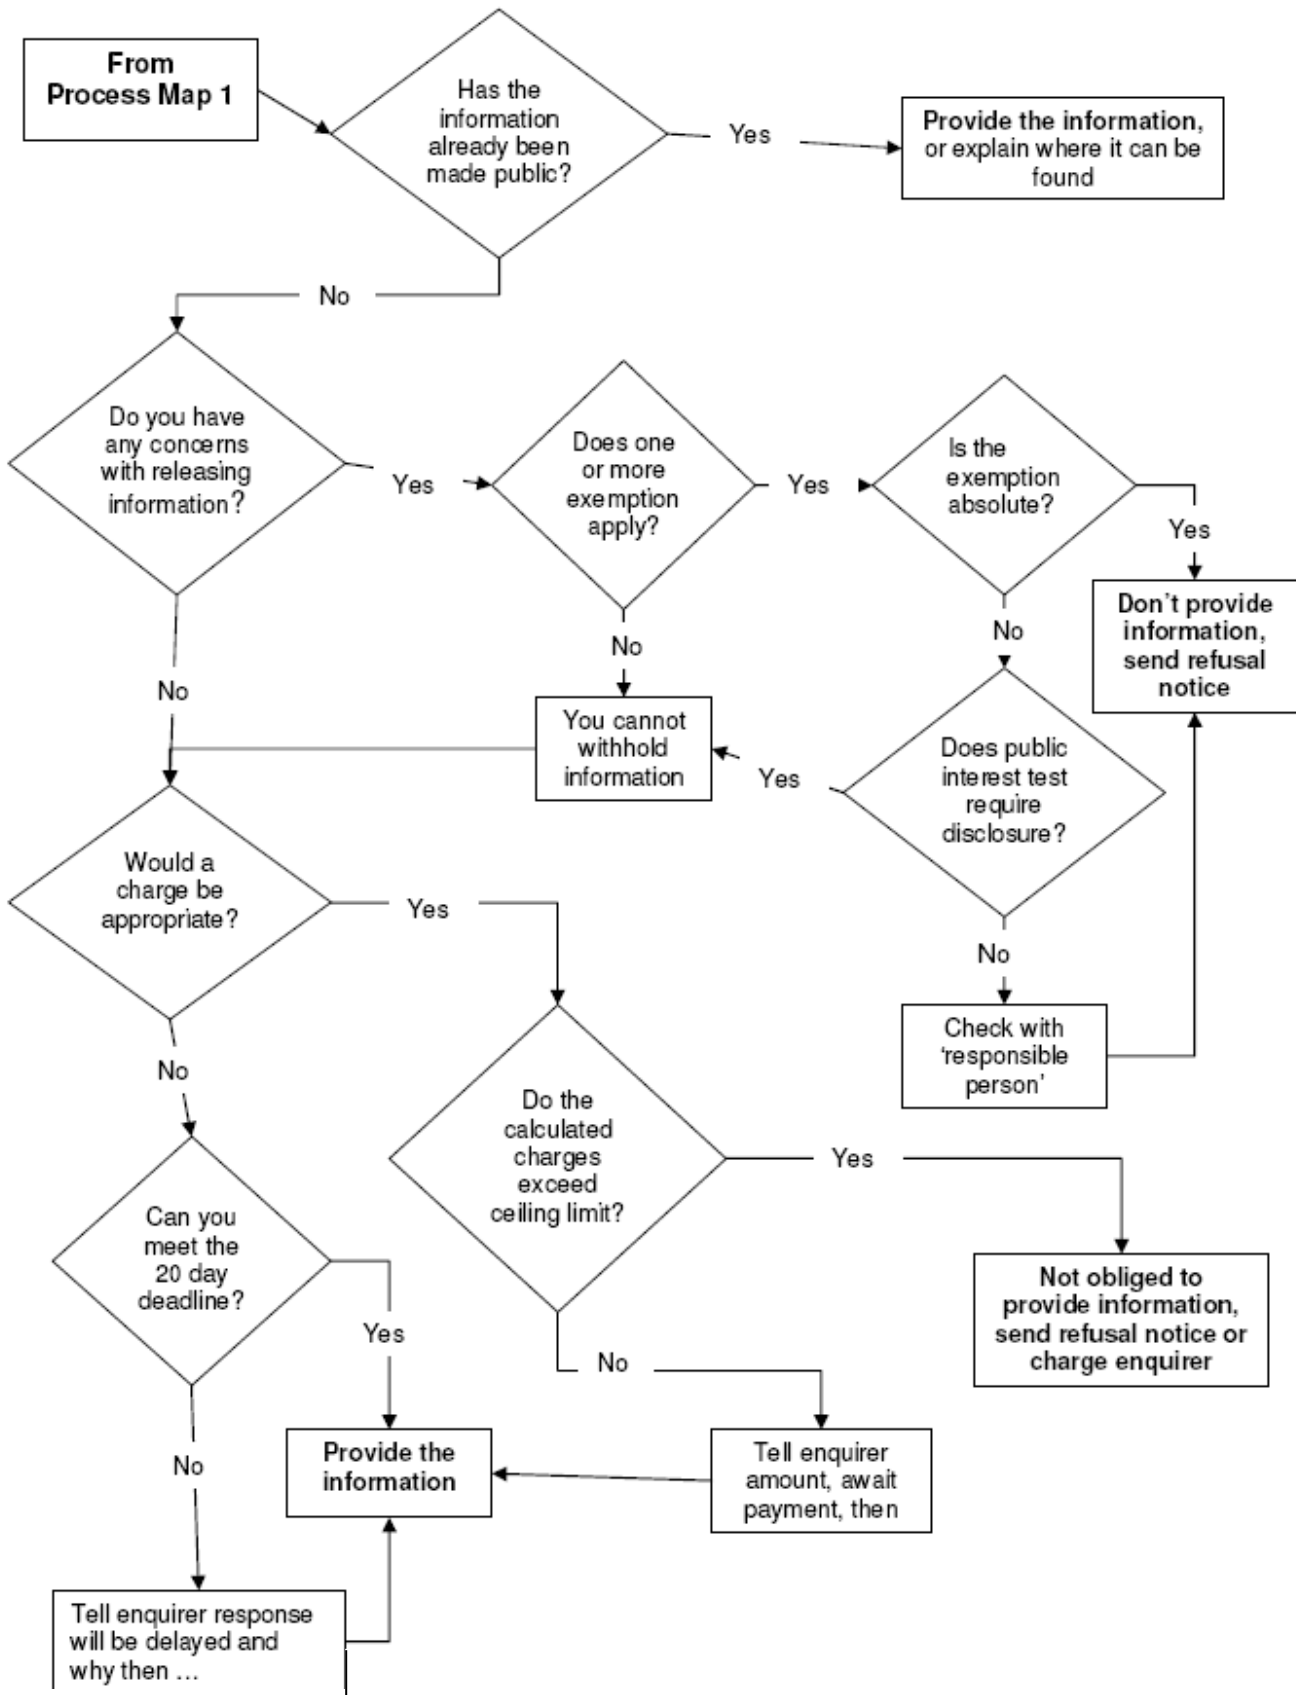 From
Process Map 1
Has the
information
already been
made public?
Yes
Provide the information,
or explain where it can be
found
No
Do you have
any concerns
with releasing
information?
Yes
Does one
or more
exemption
apply?
Yes
Is the
exemption
absolute?
Yes
Don't provide
information,
send refusal
notice
No
No
No
You cannot
withhold
information
Yes
Does public
interest test
require
disclosure?
Would a
charge be
appropriate?
Yes
No
Check with
‘responsible
person’
No
Do the
calculated
charges
exceed
ceiling limit?
Yes
Can you
meet the
20 day
deadline?
Not obliged to
provide information,
send refusal notice or
charge enquirer
Yes
No
No
Provide the
information
Tell enquirer
amount, await
payment, then
Tell enquirer response
will be delayed and
why then …